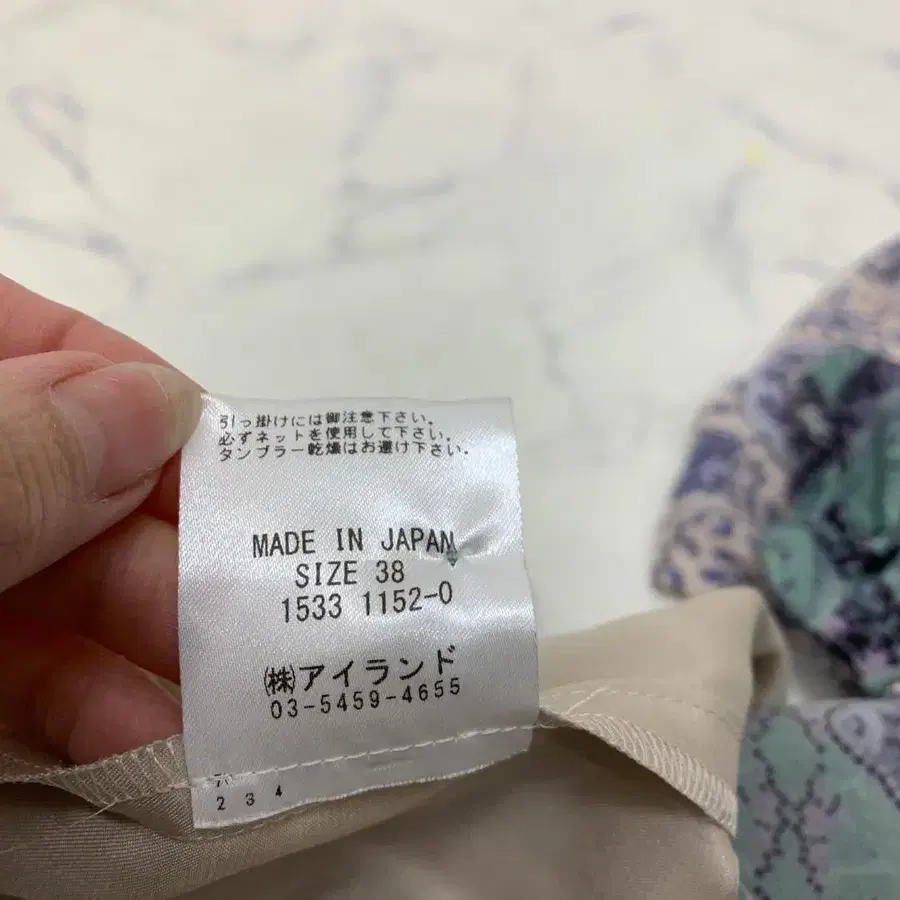 引っ掛けには御注意下さい。
必ずネットを使用して下さい。
タンブラー乾燥はお避け下さい。
MADE IN JAPAN
SIZE 38
1533 1152-0
㈱アイランド
03-5459-4655
2 3 4